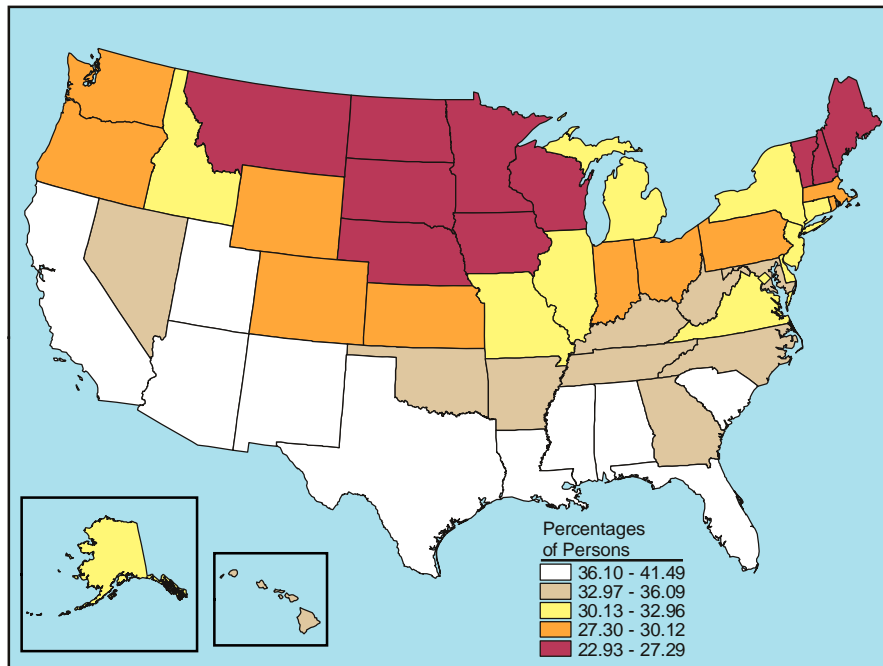 Percentages
of Persons
36.10 - 41.49
32.97 - 36.09
30.13 - 32.96
27.30 - 30.12
22.93 - 27.29